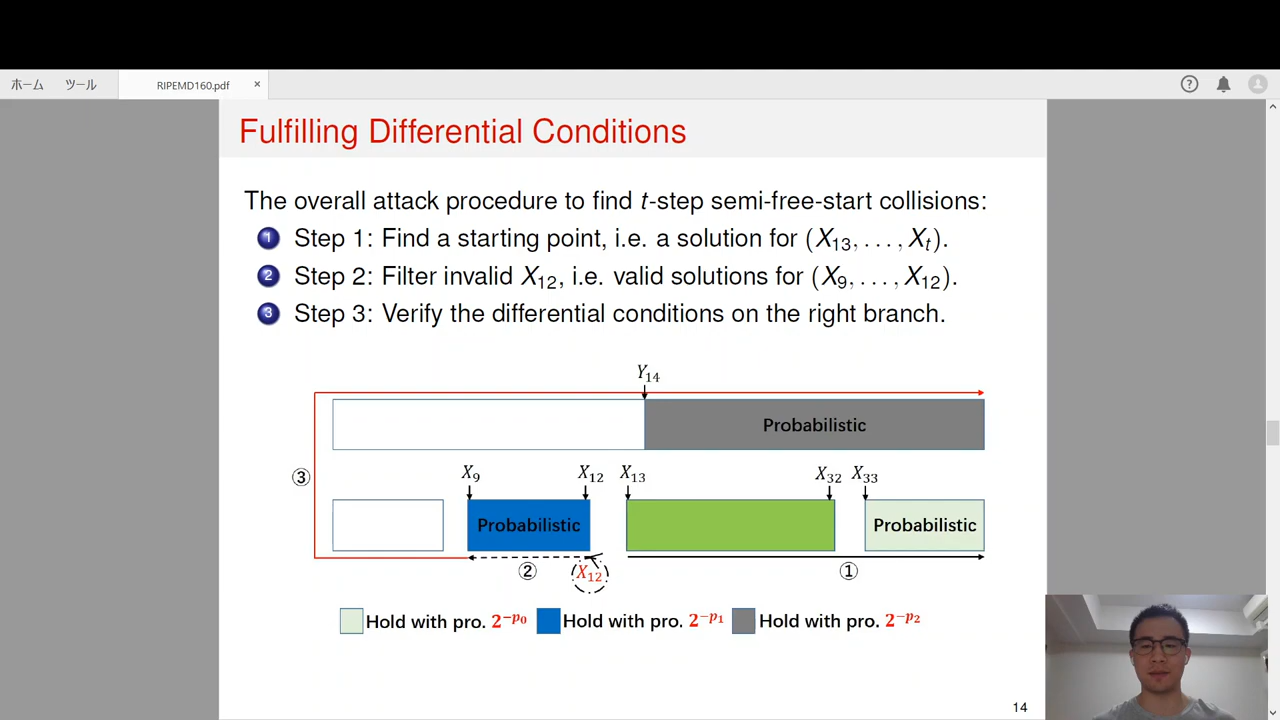 ホーム ツール RIPEMD160.pdf ×
Fulfilling Differential Conditions
The overall attack procedure to find t-step semi-free-start collisions:
1 Step 1: Find a starting point, i.e. a solution for (X₁₃, . . . , Xₜ).
2 Step 2: Filter invalid X₁₂, i.e. valid solutions for (X₉, . . . , X₁₂).
3 Step 3: Verify the differential conditions on the right branch.
Y₁₄
Probabilistic
③
X₉ X₁₂ X₁₃ X₃₂ X₃₃
Probabilistic Probabilistic
② X₁₂ ①
Hold with pro. 2^{-p₀} Hold with pro. 2^{-p₁} Hold with pro. 2^{-p₂}
14